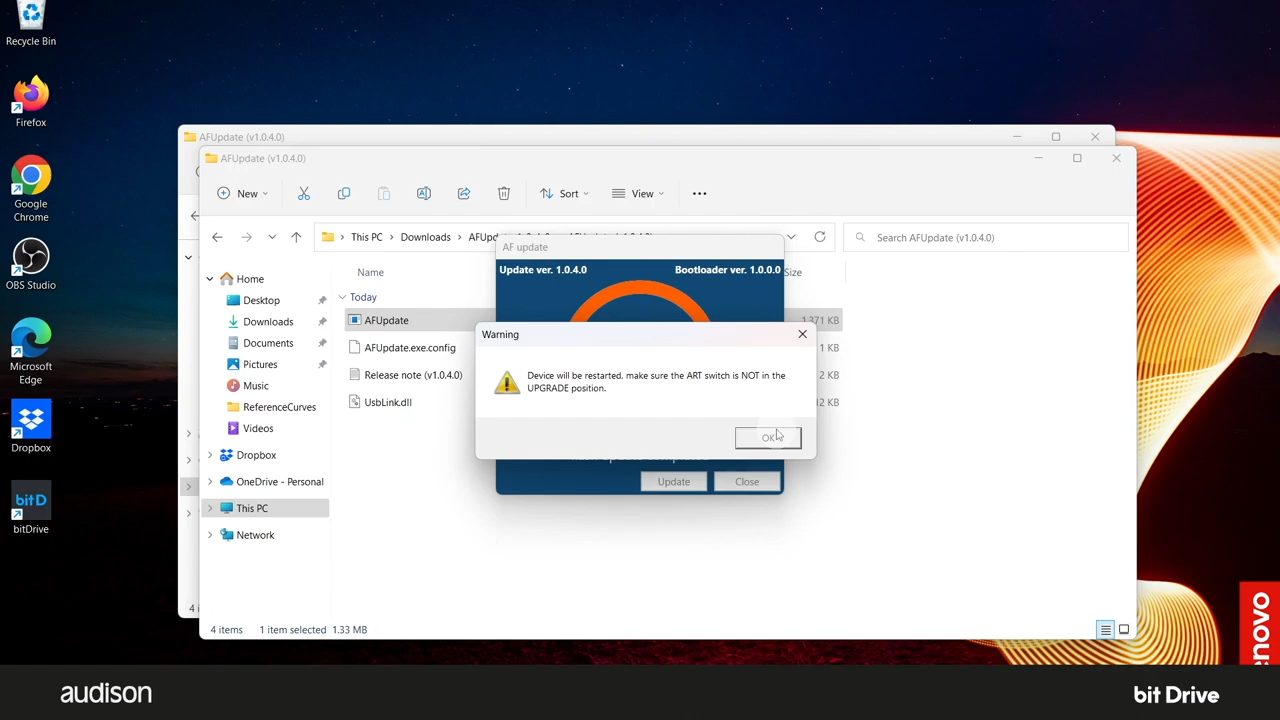 Recycle Bin
Firefox
Google
Chrome
OBS Studio
Microsoft
Edge
Dropbox
bitD
bitDrive
AFUpdate (v1.0.4.0)
AFUpdate (v1.0.4.0)
New
Sort
View
This PC
Downloads
Search AFUpdate (v1.0.4.0)
Home
Desktop
Downloads
Documents
Pictures
Music
ReferenceCurves
Videos
Dropbox
OneDrive - Personal
This PC
Network
Name
Size
Today
AFUpdate
1,371 KB
AFUpdate.exe.config
1 KB
Release note (v1.0.4.0)
2 KB
UsbLink.dll
AF update
Update ver. 1.0.4.0
Bootloader ver. 1.0.0.0
Warning
Device will be restarted, make sure the ART switch is NOT in the
UPGRADE position.
OK
Update
Close
4 items
1 item selected 1.33 MB
audison
bit Drive